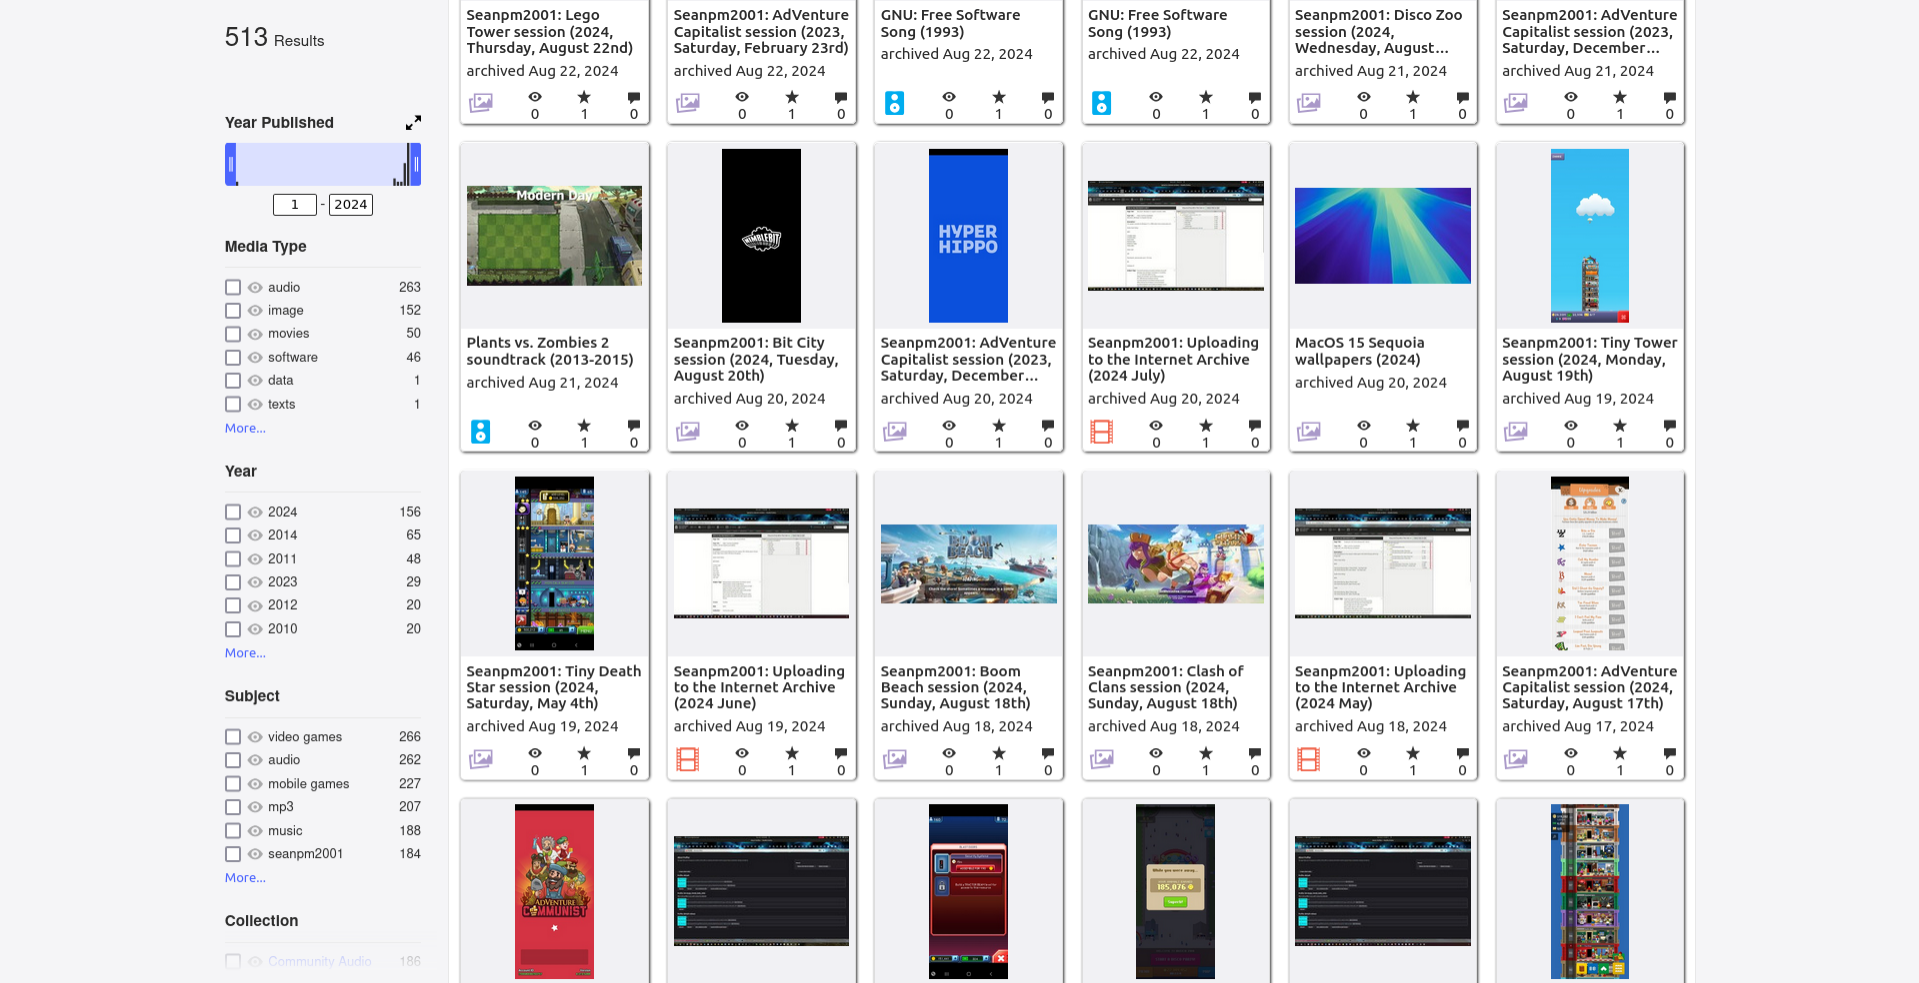 513 Results
Year Published
1 - 2024
Media Type
audio 263
image 152
movies 50
software 46
data 1
texts 1
More...
Year
2024 156
2014 65
2011 48
2023 29
2012 20
2010 20
More...
Subject
video games 266
audio 262
mobile games 227
mp3 207
music 188
seanpm2001 184
More...
Collection
Community Audio 186
Seanpm2001: Lego
Tower session (2024,
Thursday, August 22nd)
archived Aug 22, 2024
0 1 0
Seanpm2001: AdVenture
Capitalist session (2023,
Saturday, February 23rd)
archived Aug 22, 2024
0 1 0
GNU: Free Software
Song (1993)
archived Aug 22, 2024
0 1 0
GNU: Free Software
Song (1993)
archived Aug 22, 2024
0 1 0
Seanpm2001: Disco Zoo
session (2024,
Wednesday, August...
archived Aug 21, 2024
0 1 0
Seanpm2001: AdVenture
Capitalist session (2023,
Saturday, December...
archived Aug 21, 2024
0 1 0
Modern Day
Plants vs. Zombies 2
soundtrack (2013-2015)
archived Aug 21, 2024
0 1 0
NIMBLEBIT
Seanpm2001: Bit City
session (2024, Tuesday,
August 20th)
archived Aug 20, 2024
0 1 0
HYPER
HIPPO
Seanpm2001: AdVenture
Capitalist session (2023,
Saturday, December...
archived Aug 20, 2024
0 1 0
Seanpm2001: Uploading
to the Internet Archive
(2024 July)
archived Aug 20, 2024
0 1 0
MacOS 15 Sequoia
wallpapers (2024)
archived Aug 20, 2024
0 1 0
Seanpm2001: Tiny Tower
session (2024, Monday,
August 19th)
archived Aug 19, 2024
0 1 0
Seanpm2001: Tiny Death
Star session (2024,
Saturday, May 4th)
archived Aug 19, 2024
0 1 0
Seanpm2001: Uploading
to the Internet Archive
(2024 June)
archived Aug 19, 2024
0 1 0
BOOM
BEACH
Seanpm2001: Boom
Beach session (2024,
Sunday, August 18th)
archived Aug 18, 2024
0 1 0
Seanpm2001: Clash of
Clans session (2024,
Sunday, August 18th)
archived Aug 18, 2024
0 1 0
Seanpm2001: Uploading
to the Internet Archive
(2024 May)
archived Aug 18, 2024
0 1 0
Upgrades
Seanpm2001: AdVenture
Capitalist session (2024,
Saturday, August 17th)
archived Aug 17, 2024
0 1 0
ADVENTURE
COMMUNIST
While you were away...
185,076